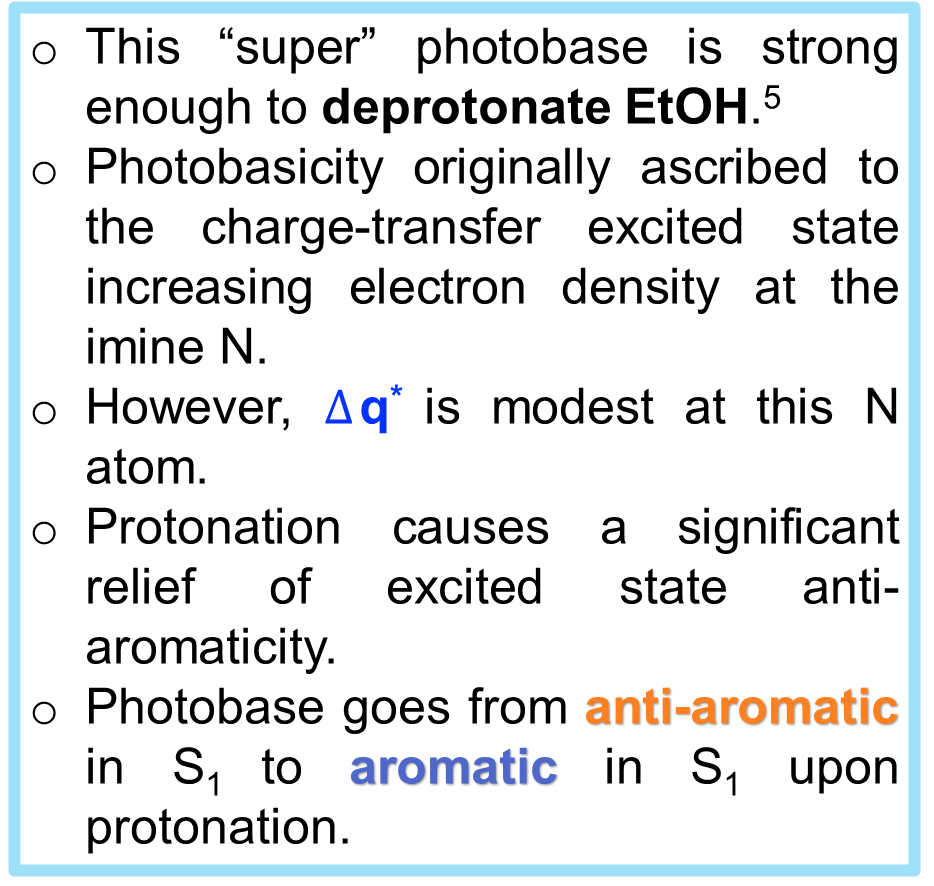 ○ This “super” photobase is strong
enough to deprotonate EtOH.⁵
○ Photobasicity originally ascribed to
the charge-transfer excited state
increasing electron density at the
imine N.
○ However, Δq* is modest at this N
atom.
○ Protonation causes a significant
relief of excited state anti-
aromaticity.
○ Photobase goes from anti-aromatic
in S₁ to aromatic in S₁ upon
protonation.